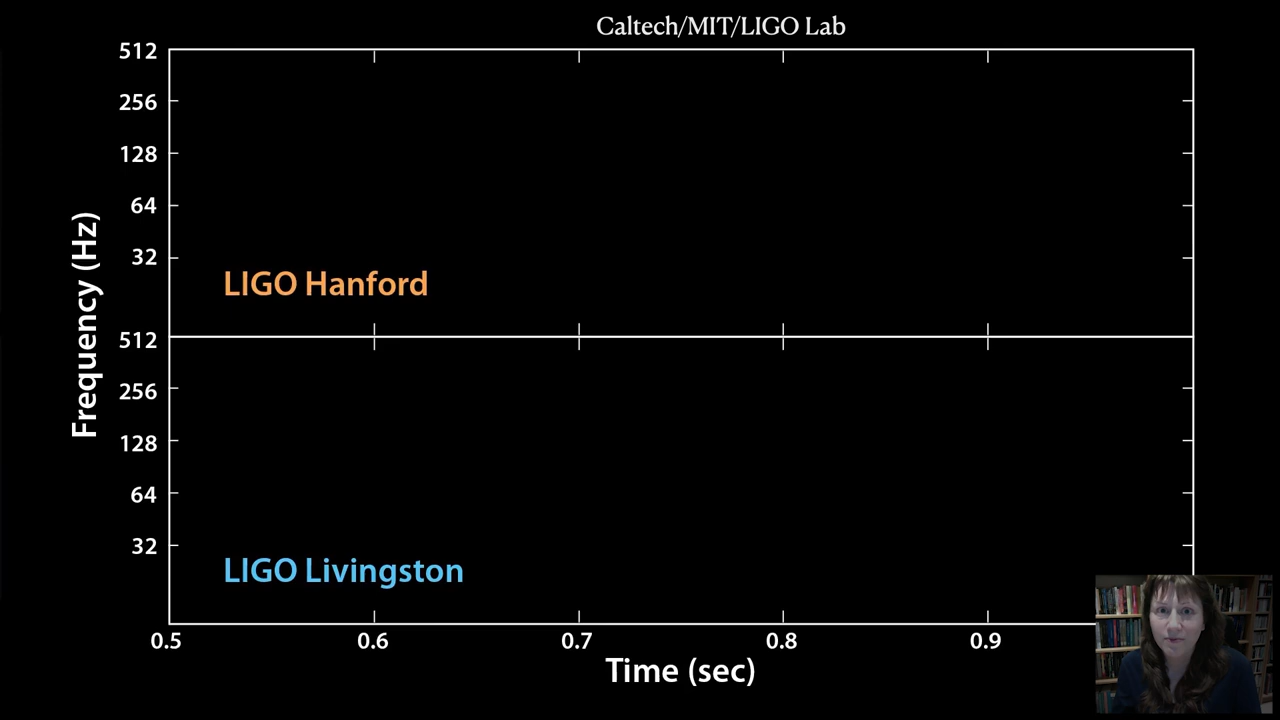 Caltech/MIT/LIGO Lab
512
256
128
64
32
LIGO Hanford
Frequency (Hz)
512
256
128
64
32
LIGO Livingston
0.5 0.6 0.7 0.8 0.9
Time (sec)